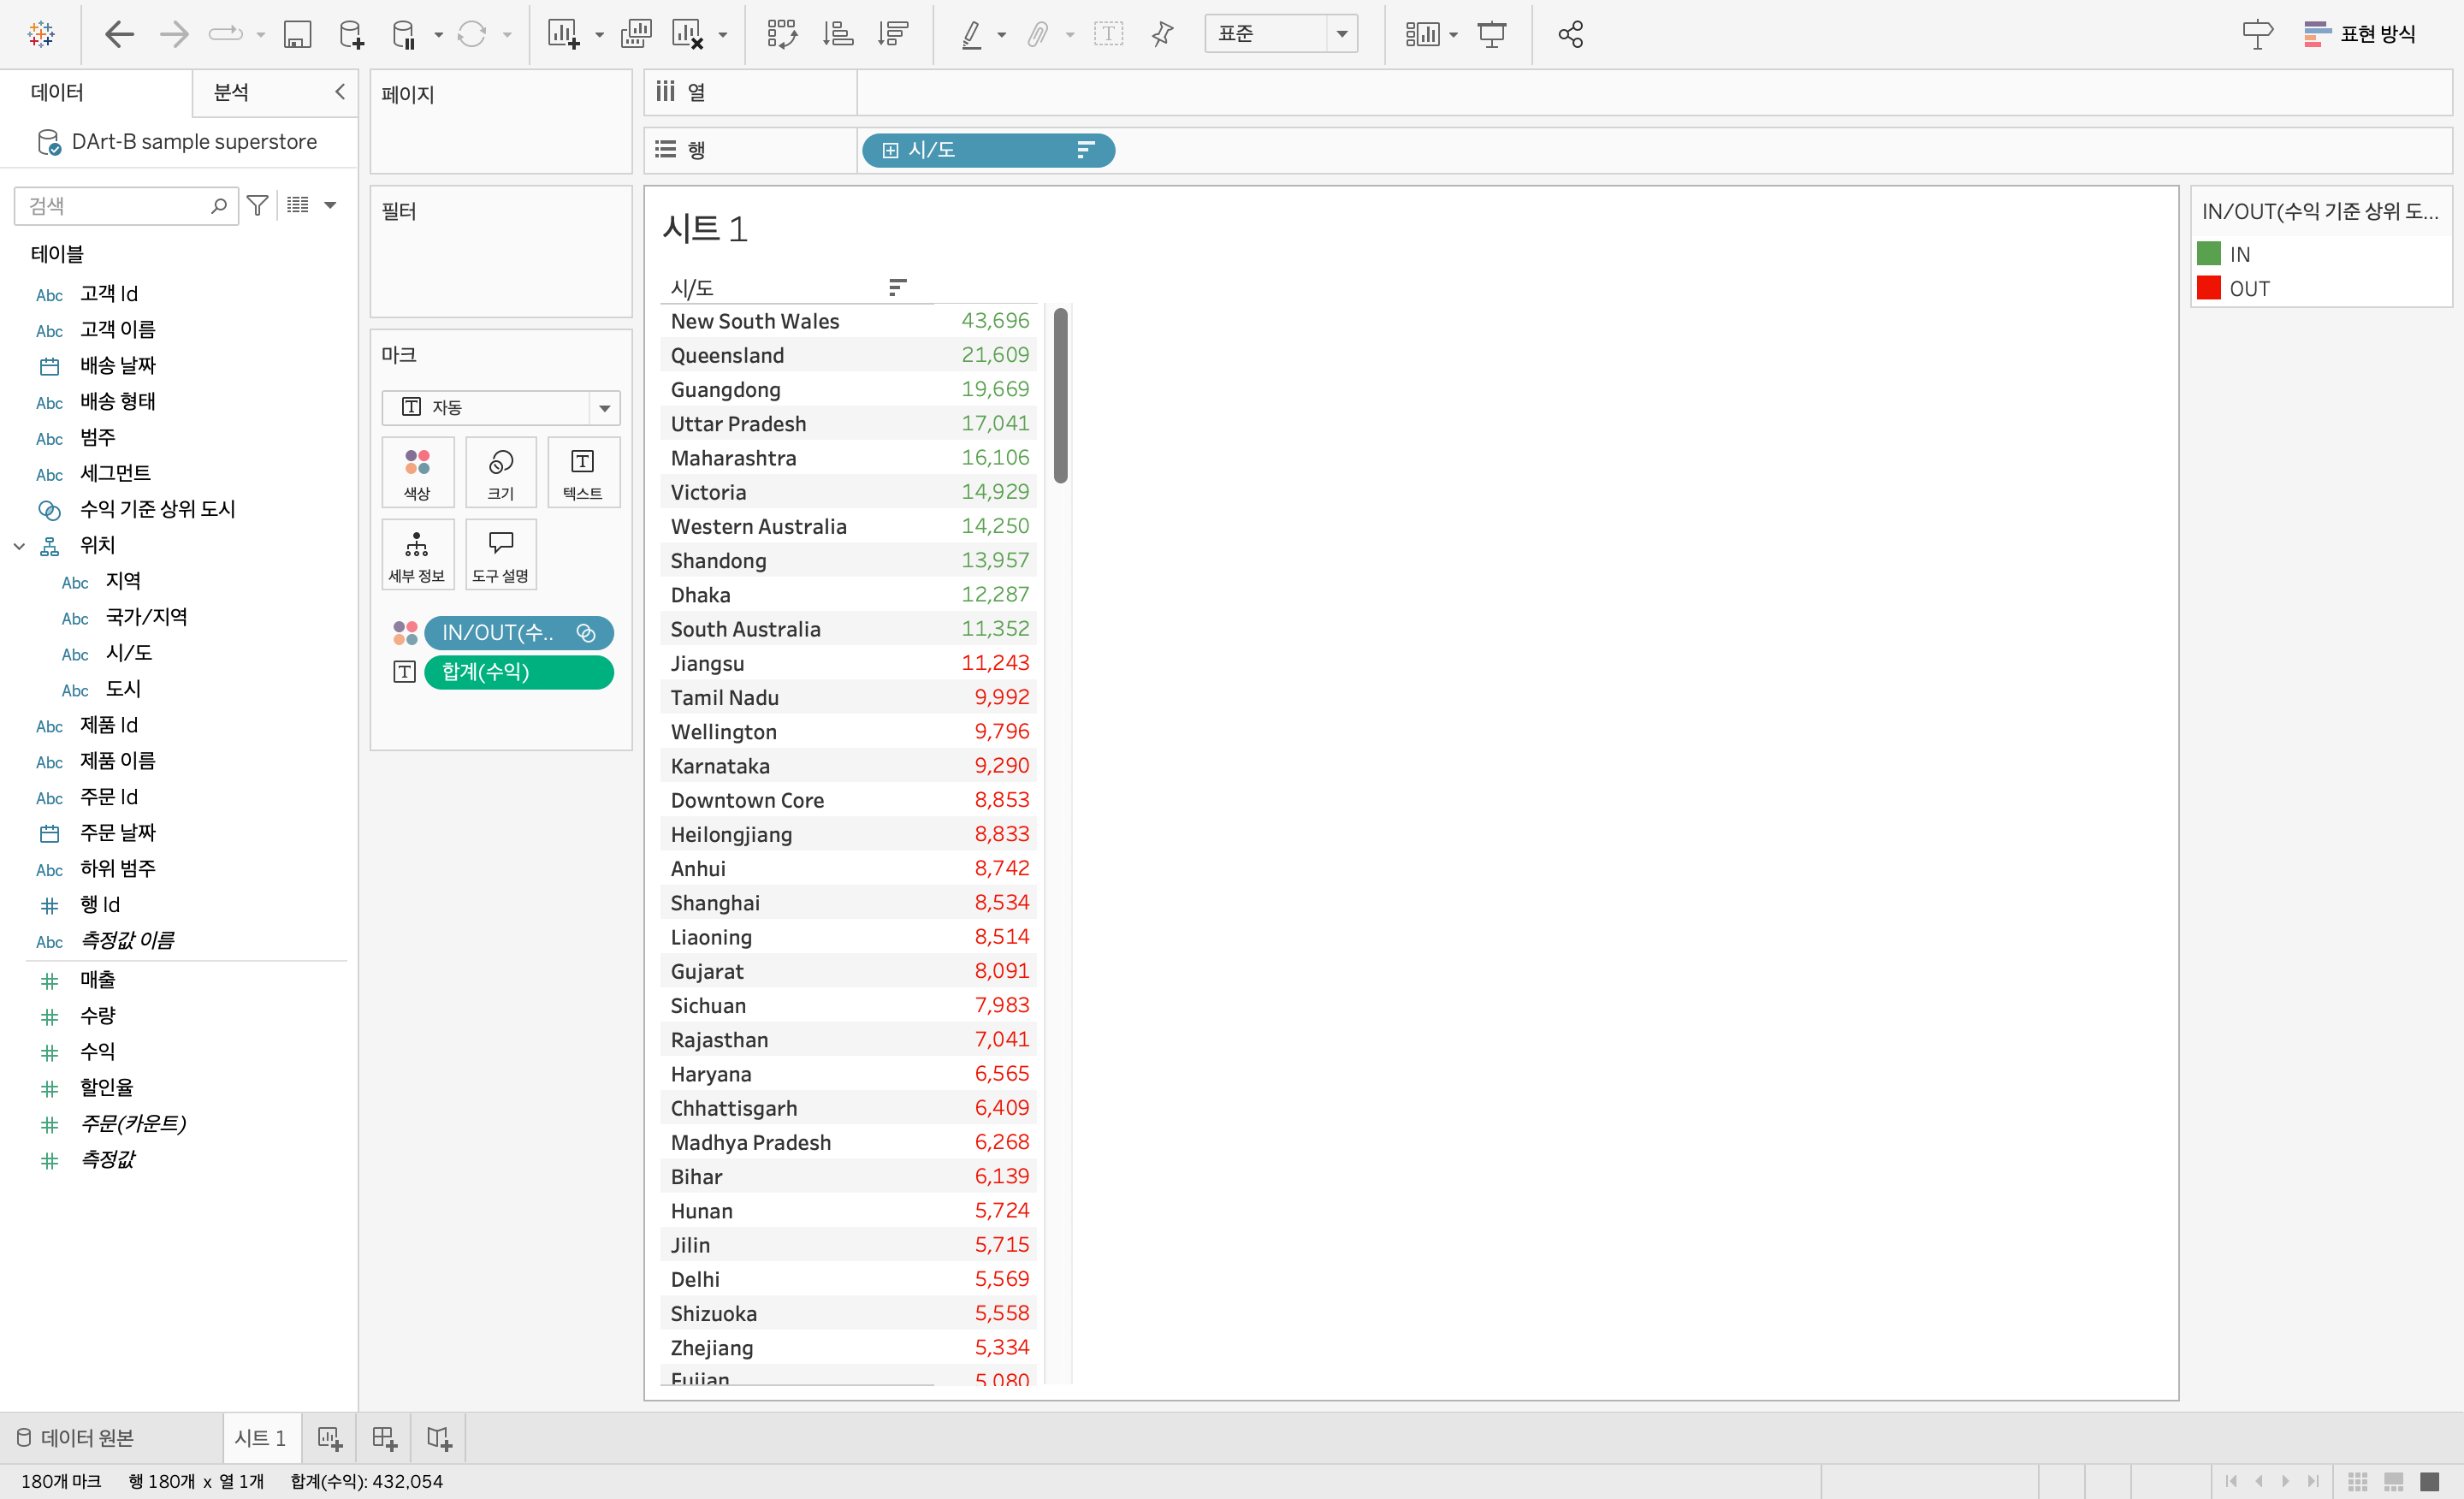 표준
표현 방식
데이터
분석
DArt-B sample superstore
검색
테이블
Abc 고객 Id
Abc 고객 이름
배송 날짜
Abc 배송 형태
Abc 범주
Abc 세그먼트
수익 기준 상위 도시
위치
Abc 지역
Abc 국가/지역
Abc 시/도
Abc 도시
Abc 제품 Id
Abc 제품 이름
Abc 주문 Id
주문 날짜
Abc 하위 범주
행 Id
Abc 측정값 이름
매출
수량
수익
할인율
주문(카운트)
측정값
페이지
필터
마크
자동
색상
크기
텍스트
세부 정보
도구 설명
IN/OUT(수..
합계(수익)
열
행
시/도
시트 1
시/도
New South Wales 43,696
Queensland 21,609
Guangdong 19,669
Uttar Pradesh 17,041
Maharashtra 16,106
Victoria 14,929
Western Australia 14,250
Shandong 13,957
Dhaka 12,287
South Australia 11,352
Jiangsu 11,243
Tamil Nadu 9,992
Wellington 9,796
Karnataka 9,290
Downtown Core 8,853
Heilongjiang 8,833
Anhui 8,742
Shanghai 8,534
Liaoning 8,514
Gujarat 8,091
Sichuan 7,983
Rajasthan 7,041
Haryana 6,565
Chhattisgarh 6,409
Madhya Pradesh 6,268
Bihar 6,139
Hunan 5,724
Jilin 5,715
Delhi 5,569
Shizuoka 5,558
Zhejiang 5,334
Fujian 5,080
IN/OUT(수익 기준 상위 도...
IN
OUT
데이터 원본
시트 1
180개 마크 행 180개 x 열 1개 합계(수익): 432,054